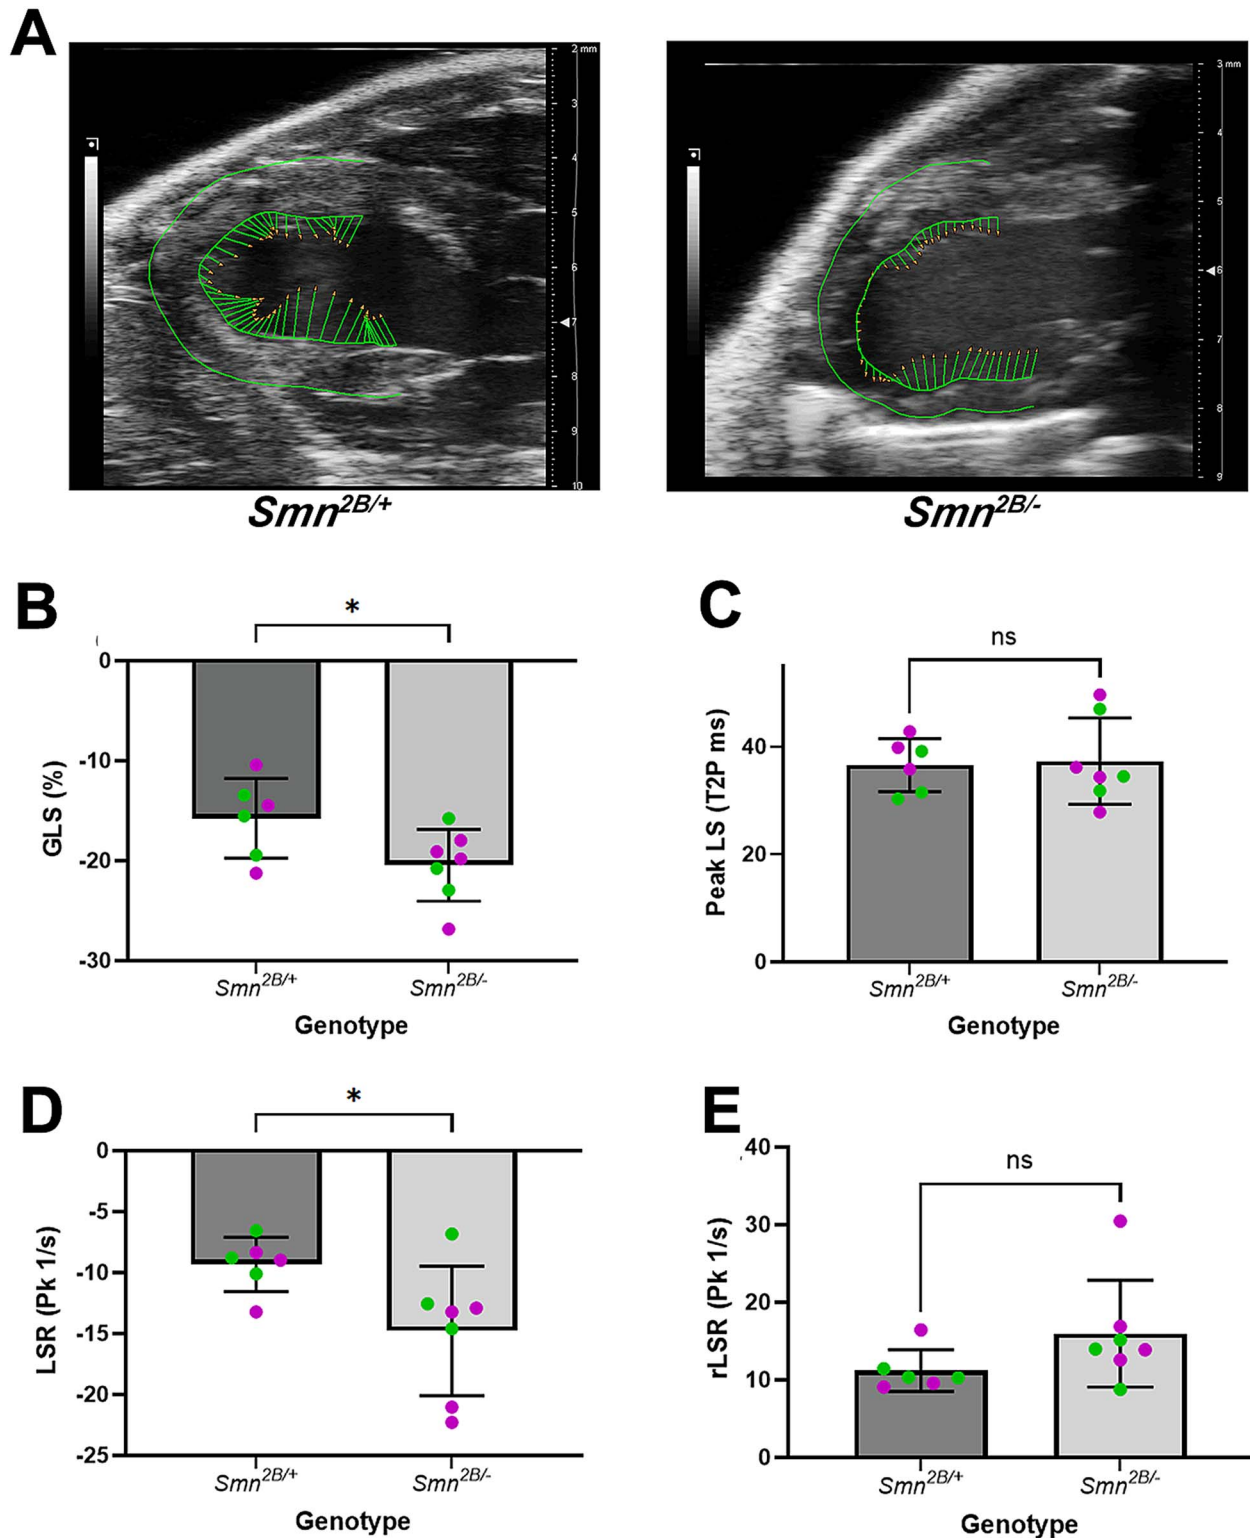 A
2 mm
3
4
5
6
7
8
9
10
3 mm
4
5
6
7
8
9
Smn2B/+
Smn2B/-
B
*
0
-10
-20
-30
GLS (%)
Smn2B/+
Smn2B/-
Genotype
C
ns
40
20
0
Peak LS (T2P ms)
Smn2B/+
Smn2B/-
Genotype
D
*
0
-5
-10
-15
-20
-25
LSR (Pk 1/s)
Smn2B/+
Smn2B/-
Genotype
E
ns
40
30
20
10
0
rLSR (Pk 1/s)
Smn2B/+
Smn2B/-
Genotype